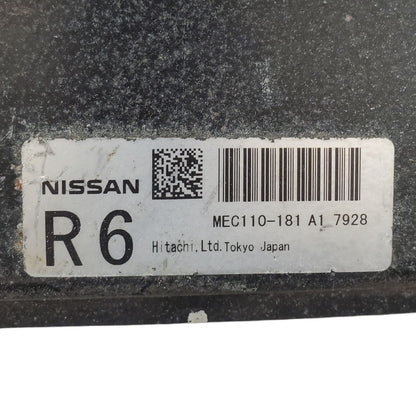 NISSAN
R6
MEC110-181 A1 7928
Hitachi,Ltd.Tokyo Japan